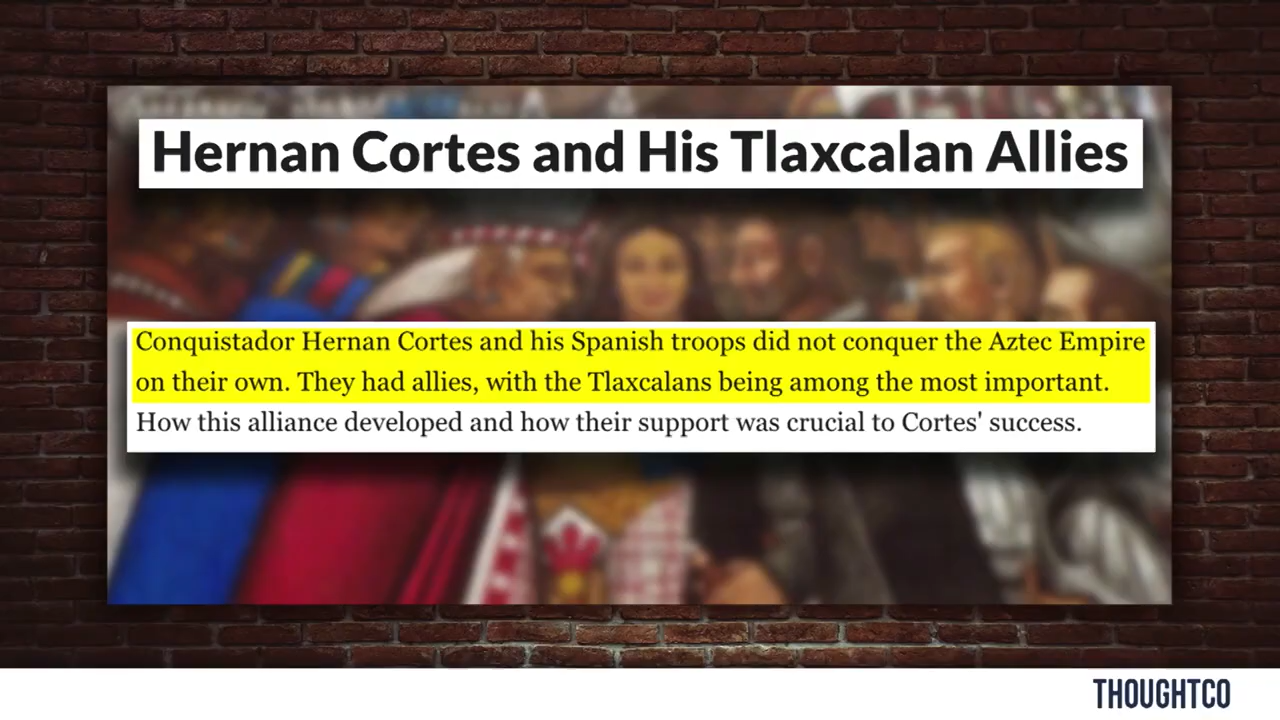 Hernan Cortes and His Tlaxcalan Allies
Conquistador Hernan Cortes and his Spanish troops did not conquer the Aztec Empire
on their own. They had allies, with the Tlaxcalans being among the most important.
How this alliance developed and how their support was crucial to Cortes' success.
THOUGHTCO